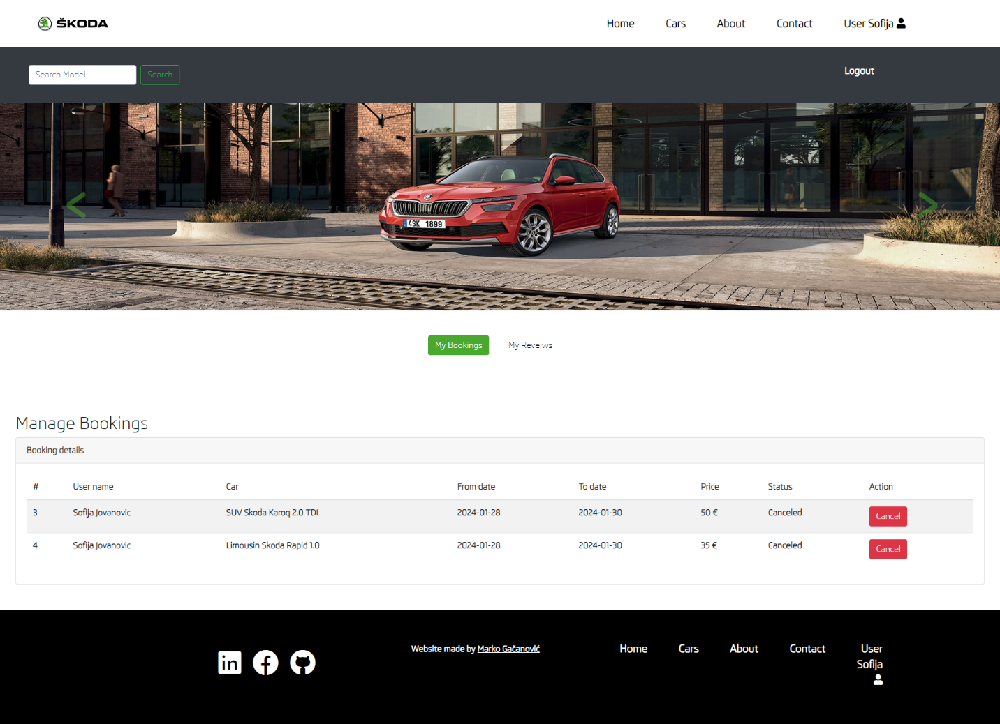 ŠKODA
Home Cars About Contact User Sofija
Search Model Search Logout
4SK 1899
My Bookings My Reveiws
Manage Bookings
Booking details
# User name Car From date To date Price Status Action
3 Sofija Jovanovic SUV Skoda Karoq 2.0 TDI 2024-01-28 2024-01-30 50 € Canceled Cancel
4 Sofija Jovanovic Limousin Skoda Rapid 1.0 2024-01-28 2024-01-30 35 € Canceled Cancel
Website made by Marko Gačanović Home Cars About Contact User
Sofija
in